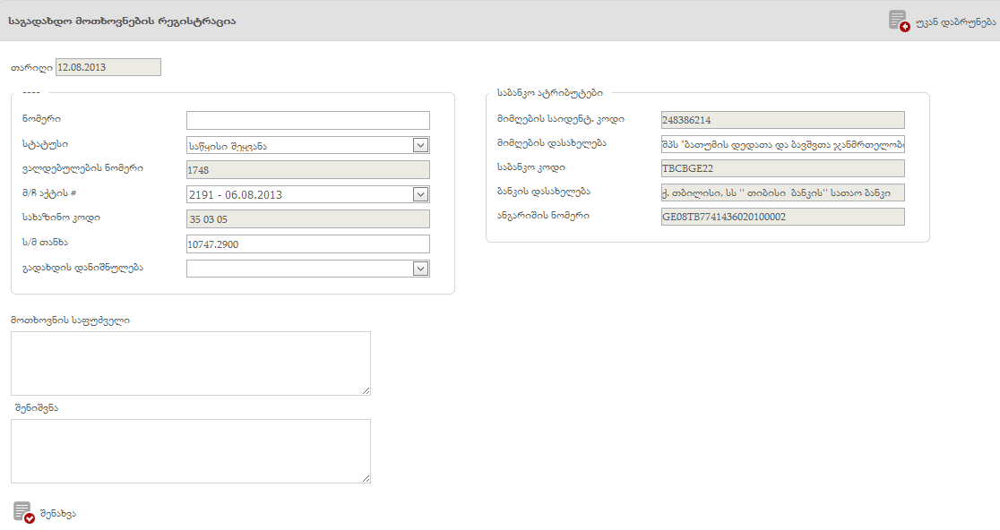 საგადახდო მოთხოვნების რეგისტრაცია
უკან დაბრუნება
თარიღი 12.08.2013
ნომერი
სტატუსი საწყისი შეყვანა
ვალდებულების ნომერი 1748
მ/ჩ აქტის # 2191 - 06.08.2013
სახაზინო კოდი 35 03 05
ს/მ თანხა 10747.2900
გადახდის დანიშნულება
საბანკო ატრიბუტები
მიმღების საიდენტ. კოდი 248386214
მიმღების დასახელება შპს "ბათუმის დედათა და ბავშვთა ჯანმრთელობი
საბანკო კოდი TBCBGE22
ბანკის დასახელება ქ. თბილისი, სს '' თიბისი ბანკის'' სათაო ბანკი
ანგარიშის ნომერი GE08TB7741436020100002
მოთხოვნის საფუძველი
შენიშვნა
შენახვა